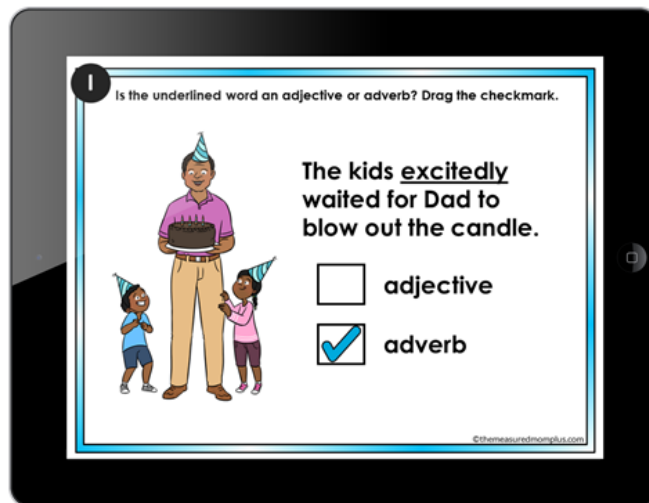 1
Is the underlined word an adjective or adverb? Drag the checkmark.
The kids excitedly
waited for Dad to
blow out the candle.
adjective
adverb
©themeasuredmomplus.com